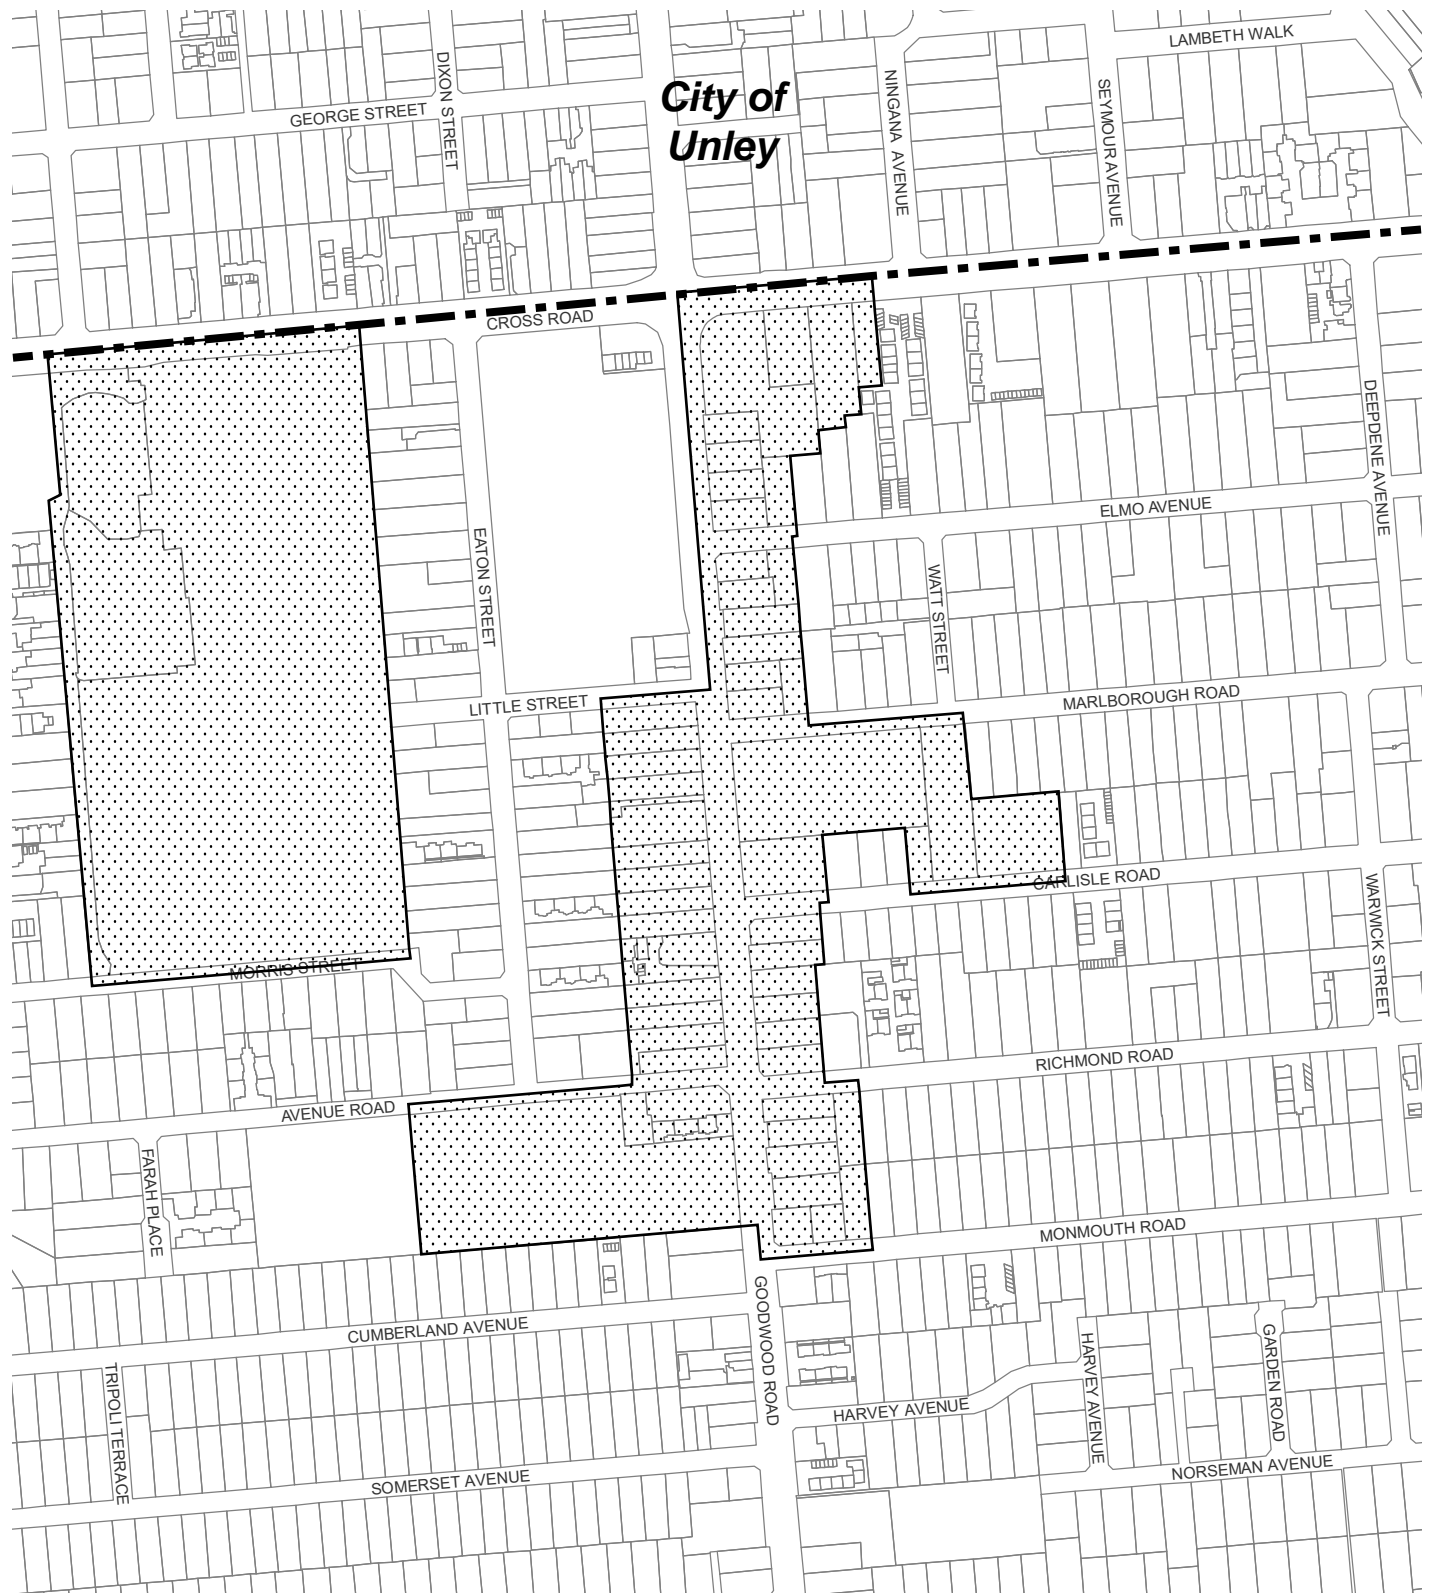 LAMBETH WALK
DIXON STREET
City of
Unley
NINGANA AVENUE
SEYMOUR AVENUE
GEORGE STREET
CROSS ROAD
DEEPDENE AVENUE
ELMO AVENUE
EATON STREET
WATT STREET
LITTLE STREET
MARLBOROUGH ROAD
CARLISLE ROAD
WARWICK STREET
MORRIS STREET
RICHMOND ROAD
AVENUE ROAD
FARAH PLACE
MONMOUTH ROAD
GOODWOOD ROAD
CUMBERLAND AVENUE
HARVEY AVENUE
GARDEN ROAD
TRIPOLI TERRACE
HARVEY AVENUE
NORSEMAN AVENUE
SOMERSET AVENUE